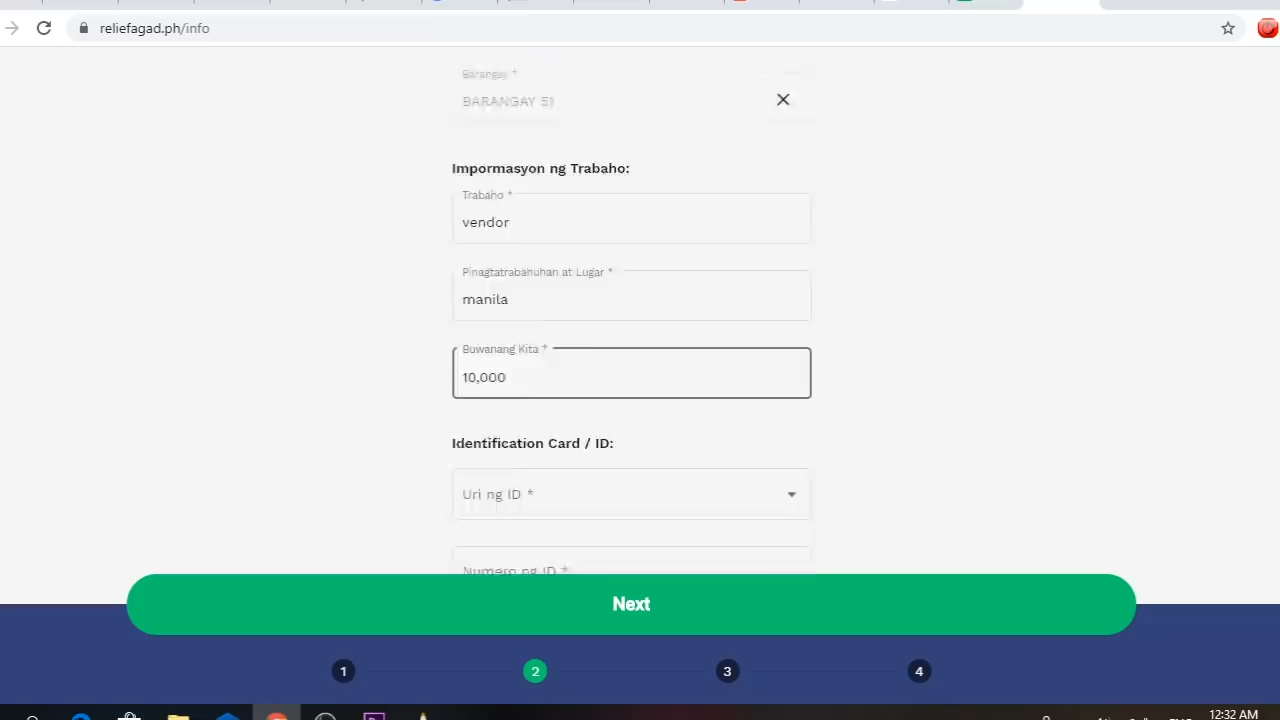 reliefagad.ph/info
Barangay *
BARANGAY 51
Impormasyon ng Trabaho:
Trabaho *
vendor
Pinagtatrabahuhan at Lugar *
manila
Buwanang Kita *
10,000
Identification Card / ID:
Uri ng ID *
Numero ng ID *
Next
1 2 3 4
12:32 AM